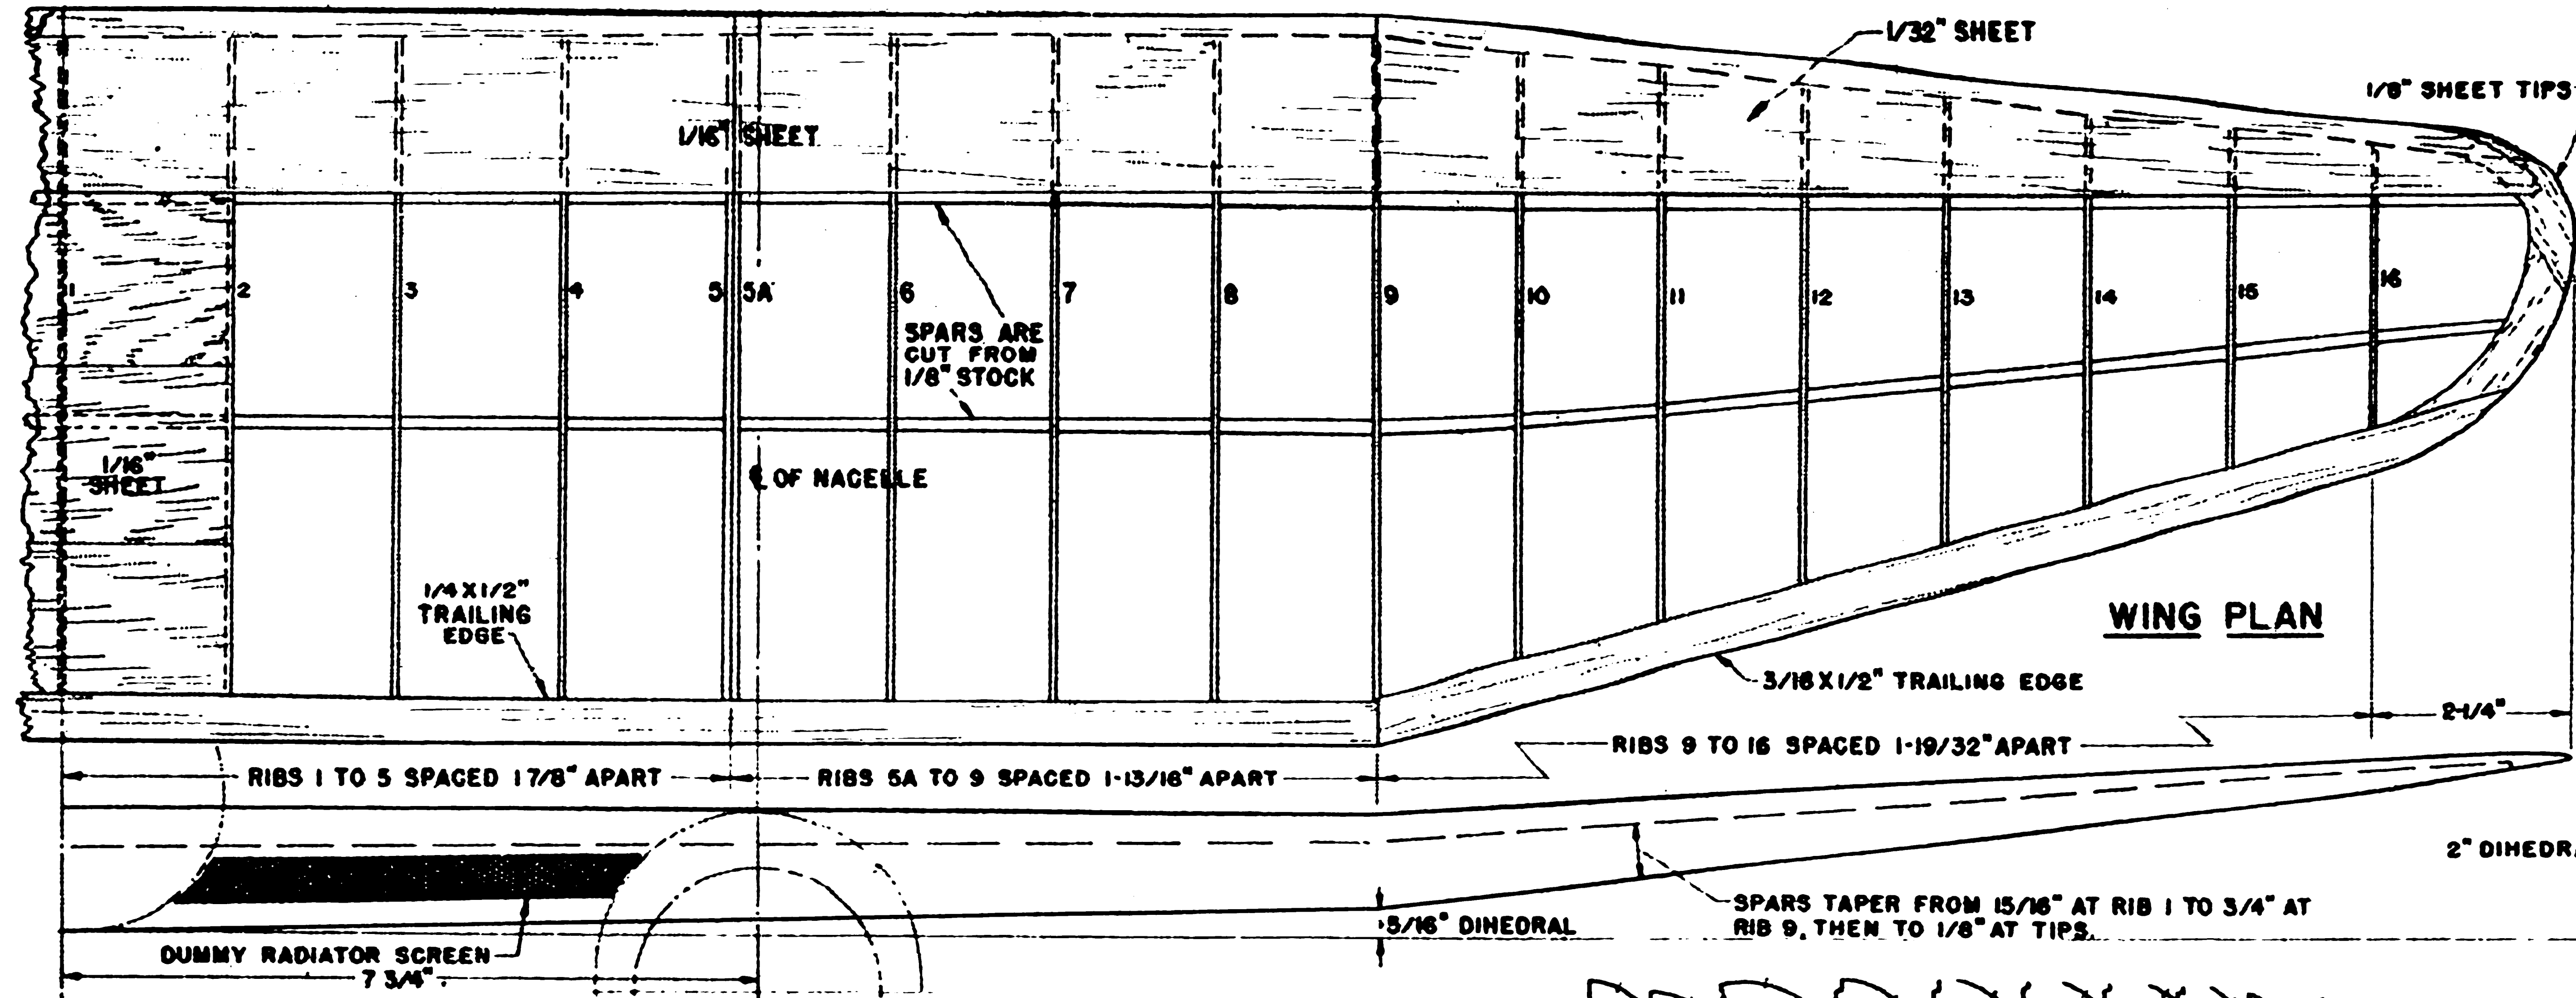 1/32" SHEET
1/8" SHEET TIPS
1/16" SHEET
1
2
3
4
5
5A
6
7
8
9
10
11
12
13
14
15
16
SPARS ARE
CUT FROM
1/8" STOCK
1/16"
SHEET
℄ OF NACELLE
1/4 X 1/2"
TRAILING
EDGE
WING PLAN
3/16 X 1/2" TRAILING EDGE
2-1/4"
RIBS 9 TO 16 SPACED 1-19/32" APART
RIBS 1 TO 5 SPACED 1 7/8" APART
RIBS 5A TO 9 SPACED 1-13/16" APART
2" DIHEDR
SPARS TAPER FROM 15/16" AT RIB 1 TO 3/4" AT
RIB 9, THEN TO 1/8" AT TIPS.
5/16" DIHEDRAL
DUMMY RADIATOR SCREEN
7 3/4"